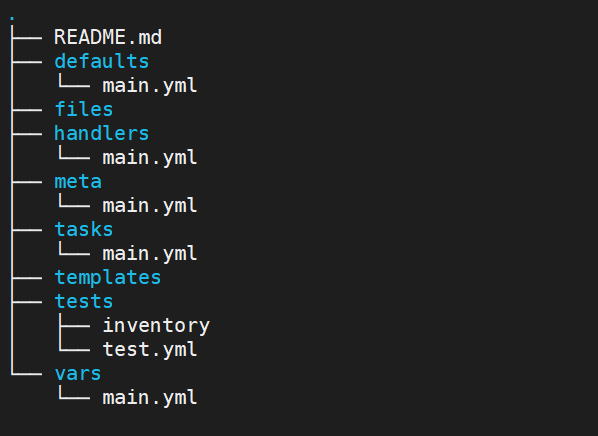 .
├── README.md
├── defaults
│   └── main.yml
├── files
├── handlers
│   └── main.yml
├── meta
│   └── main.yml
├── tasks
│   └── main.yml
├── templates
├── tests
│   ├── inventory
│   └── test.yml
└── vars
    └── main.yml